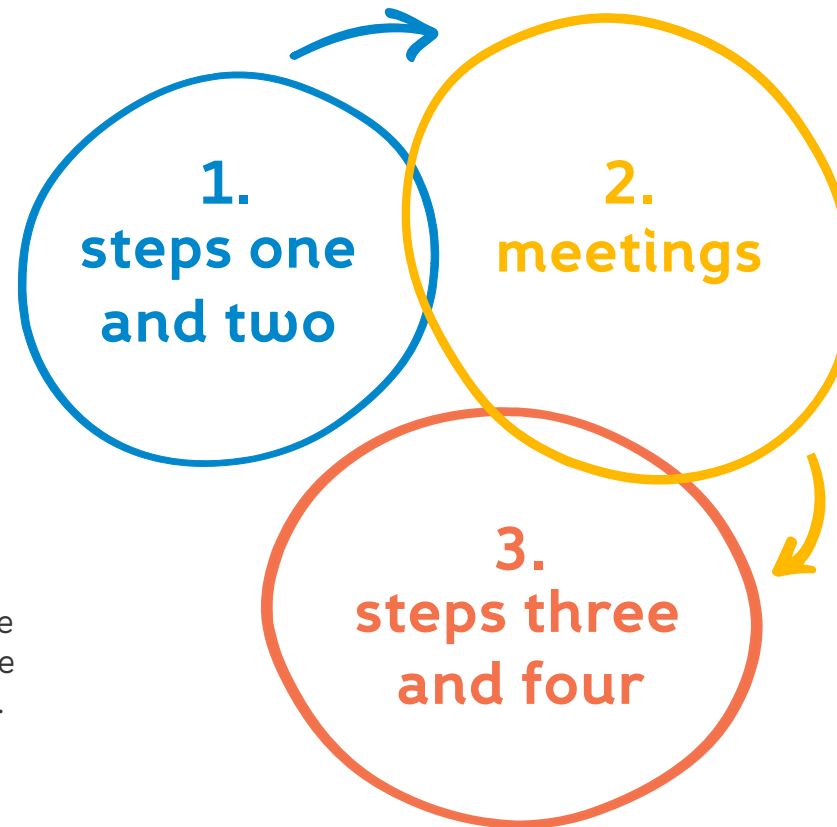 1.
steps one
and two
2.
meetings
3.
steps three
and four